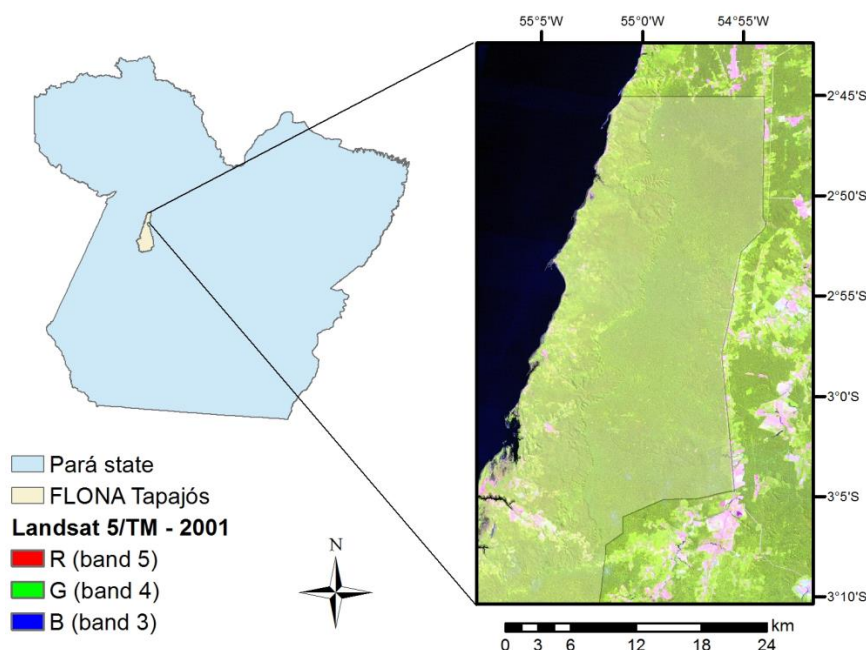 55°5'W 55°0'W 54°55'W
2°45'S
2°50'S
2°55'S
3°0'S
3°5'S
3°10'S
Pará state
FLONA Tapajós
Landsat 5/TM - 2001
R (band 5)
G (band 4)
B (band 3)
N
km
0 3 6 12 18 24